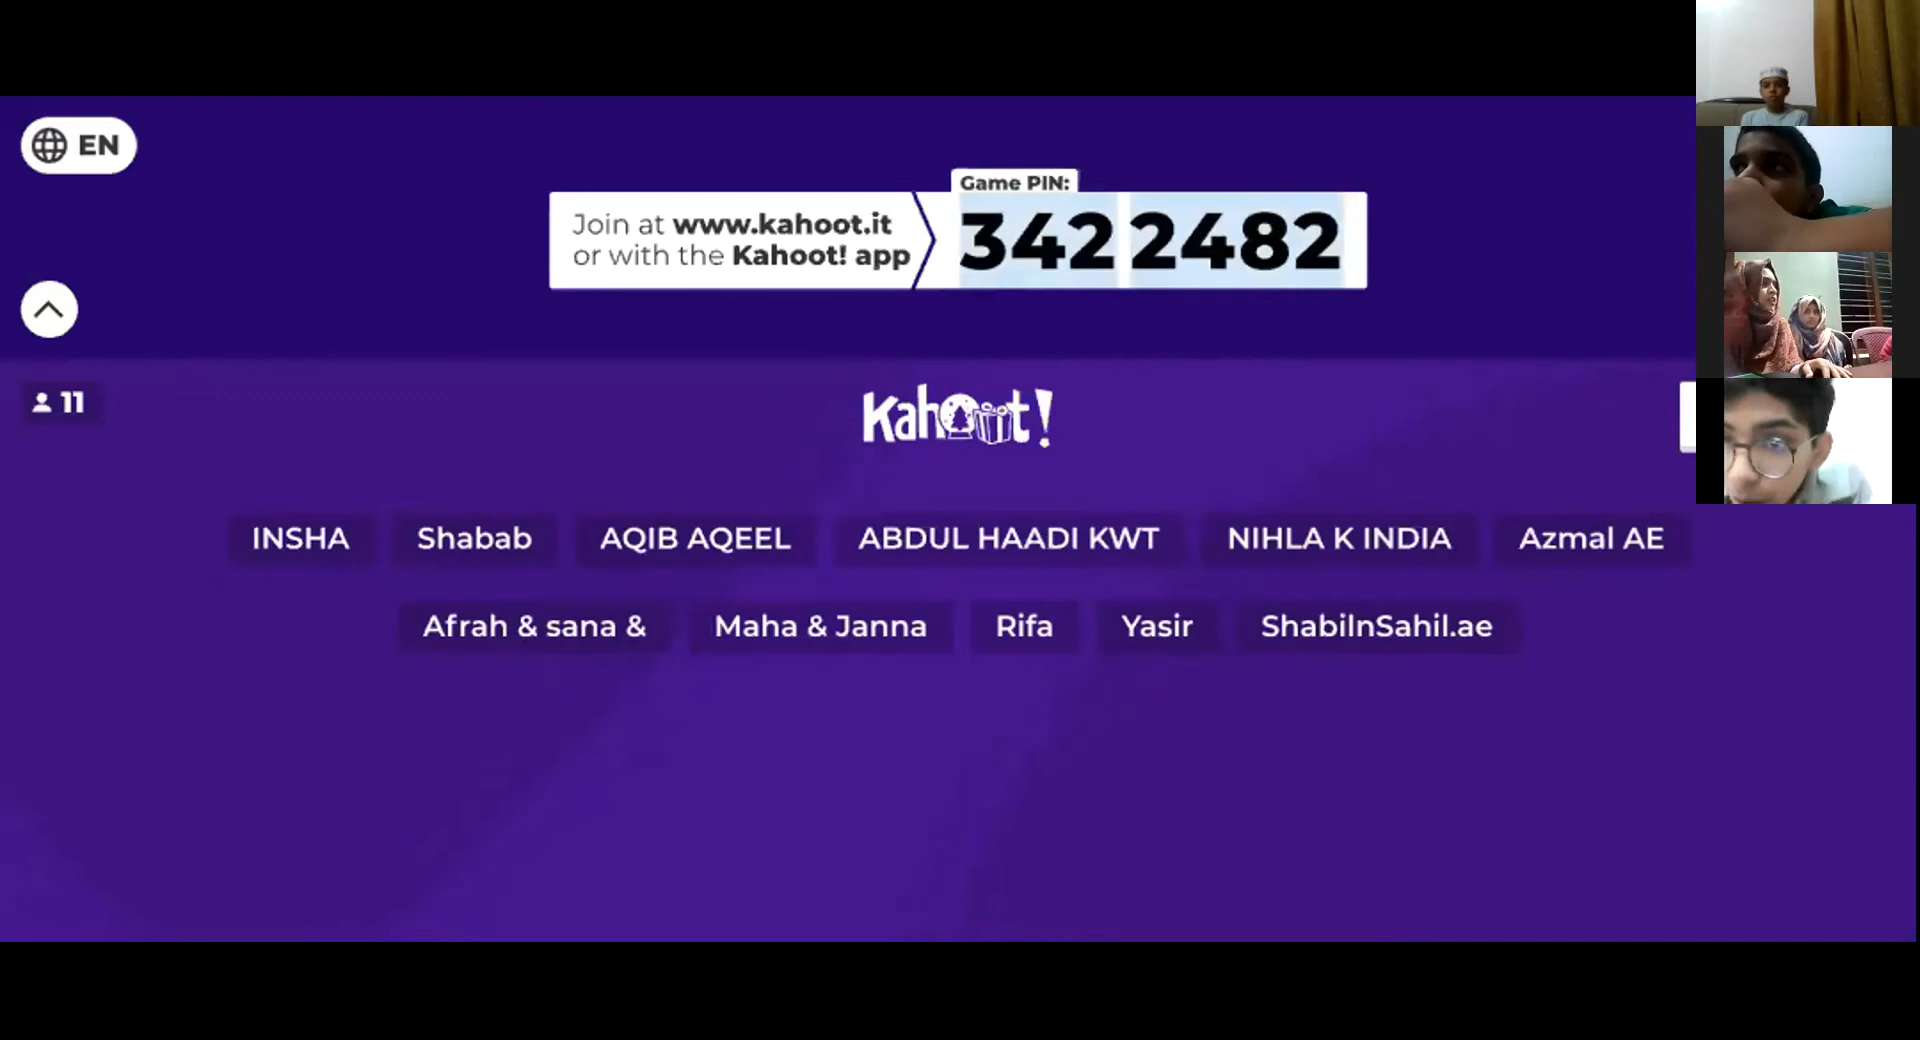 EN
Join at www.kahoot.it
or with the Kahoot! app
Game PIN:
342 2482
11
Kahoot!
INSHA Shabab AQIB AQEEL ABDUL HAADI KWT NIHLA K INDIA Azmal AE
Afrah & sana & Maha & Janna Rifa Yasir ShabilnSahil.ae